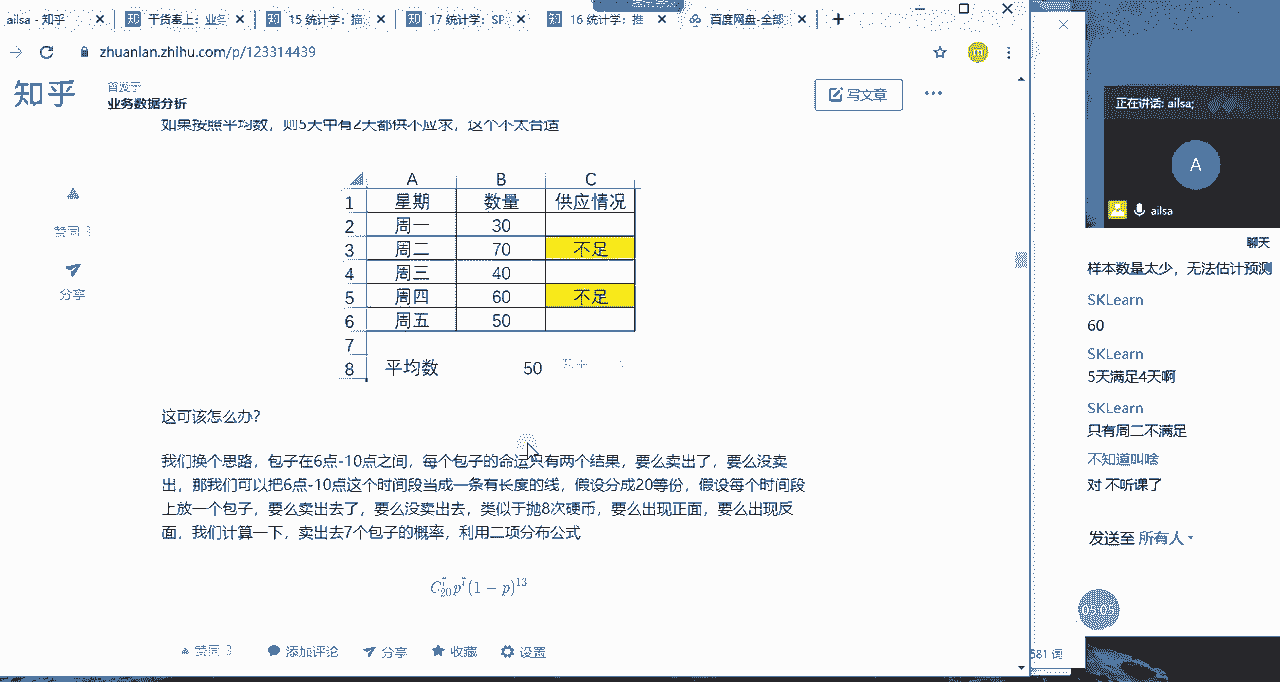 ailsa - 知乎
干货奉上：业务
15 统计学：描
17 统计学：SP
16 统计学：推
百度网盘-全部
zhuanlan.zhihu.com/p/123314439
知乎
首发于
业务数据分析
写文章
如果按照平均数，则5天中有2天都供不应求，这个不太合适
A B C
1 星期 数量 供应情况
2 周一 30
3 周二 70 不足
4 周三 40
5 周四 60 不足
6 周五 50
7
8 平均数 50
赞同 3
分享
这可该怎么办？
我们换个思路，包子在6点-10点之间，每个包子的命运只有两个结果，要么卖出了，要么没卖
出，那我们可以把6点-10点这个时间段当成一条有长度的线，假设分成20等份，假设每个时间段
上放一个包子，要么卖出去了，要么没卖出去，类似于抛8次硬币，要么出现正面，要么出现反
面，我们计算一下，卖出去7个包子的概率，利用二项分布公式
C₂₀⁷p⁷(1 − p)¹³
赞同 3 添加评论 分享 收藏 设置
正在讲话: ailsa;
A
ailsa
聊天
样本数量太少，无法估计预测
SKLearn
60
SKLearn
5天满足4天啊
SKLearn
只有周二不满足
不知道叫啥
对 不听课了
发送至 所有人
05:05
581 词